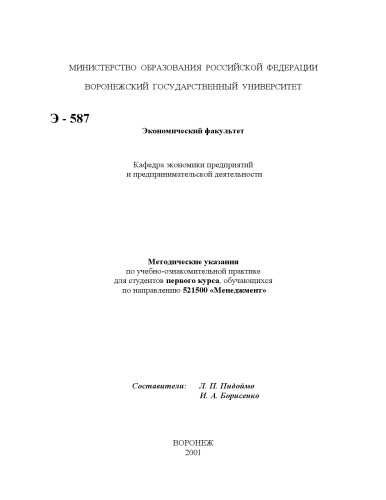 МИНИСТЕРСТВО ОБРАЗОВАНИЯ РОССИЙСКОЙ ФЕДЕРАЦИИ
ВОРОНЕЖСКИЙ ГОСУДАРСТВЕННЫЙ УНИВЕРСИТЕТ
Э - 587
Экономический факультет
Кафедра экономики предприятий
и предпринимательской деятельности
Методические указания
по учебно-ознакомительной практике
для студентов первого курса, обучающихся
по направлению 521500 «Менеджмент»
Составители: Л. П. Пидоймо
И. А. Борисенко
ВОРОНЕЖ
2001